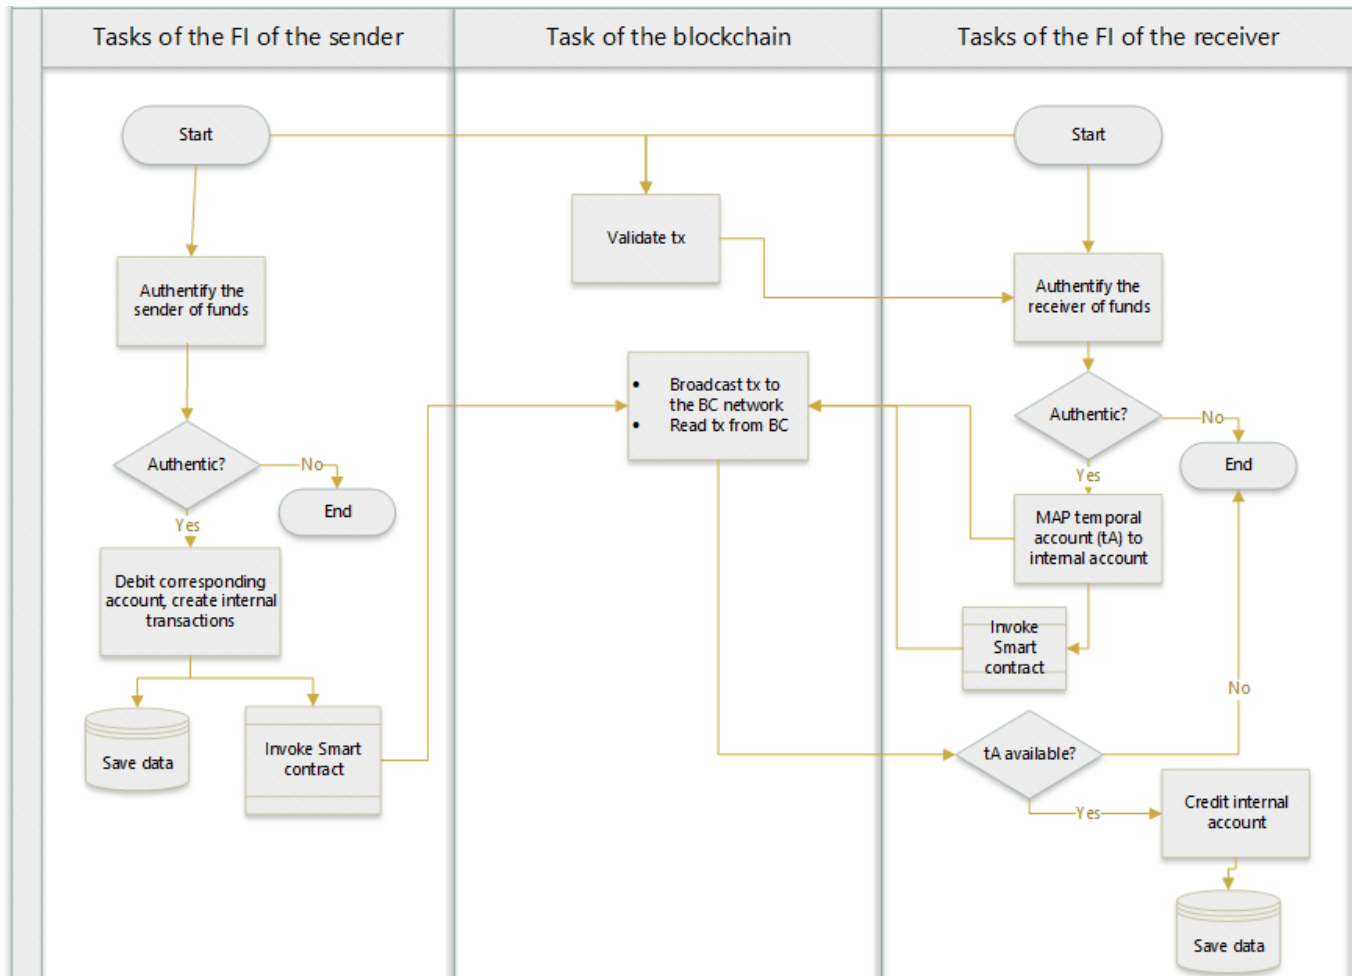 Tasks of the FI of the sender
Task of the blockchain
Tasks of the FI of the receiver
Start
Start
Validate tx
Authentify the
sender of funds
Authentify the
receiver of funds
• Broadcast tx to
the BC network
• Read tx from BC
Authentic?
No
End
Authentic?
No
End
Yes
Yes
MAP temporal
account (tA) to
internal account
Debit corresponding
account, create internal
transactions
Invoke
Smart
contract
No
Save data
Invoke Smart
contract
tA available?
Yes
Credit internal
account
Save data